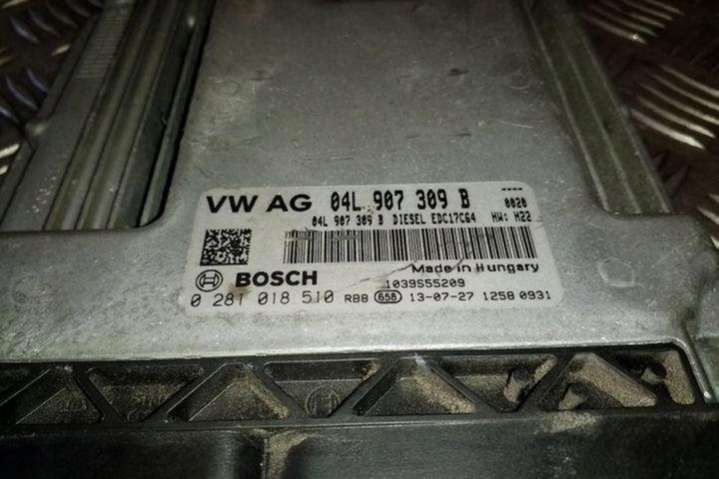 VW AG 04L 907 309 B --- 0020
04L 907 309 B DIESEL EDC17C64 HW: H22
Made in Hungary
BOSCH 1039S55209
0 281 018 510 RBB 658 13-07-27 1258 0931